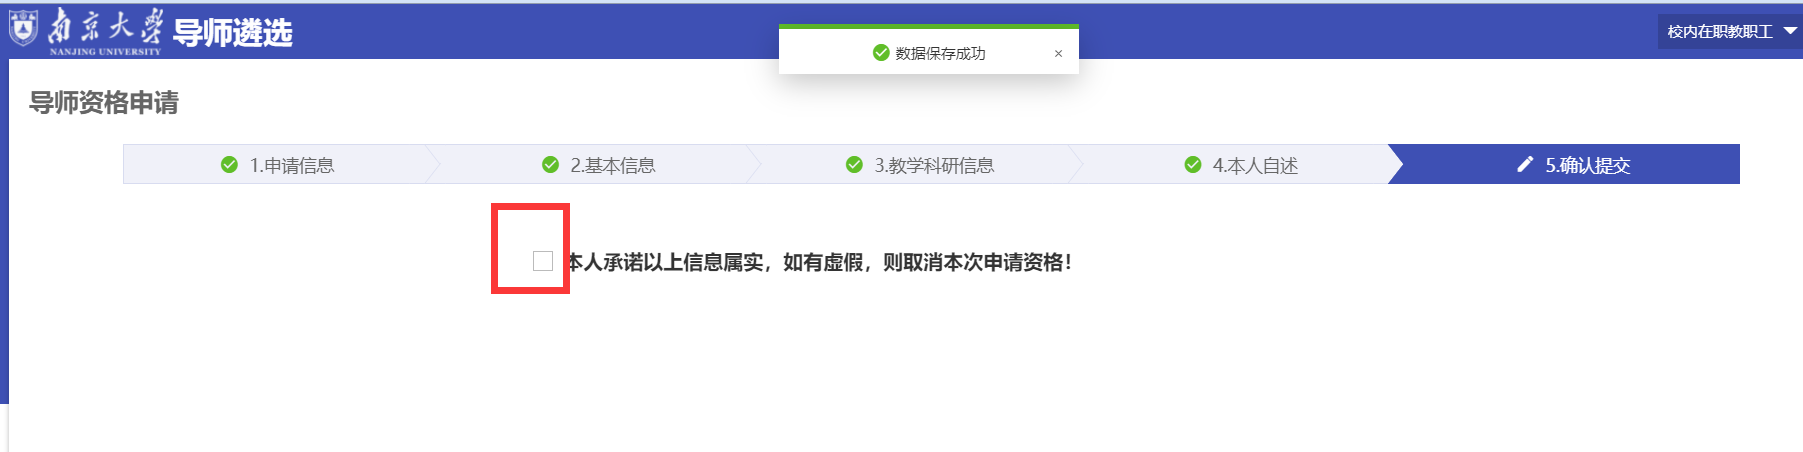 南京大学
NANJING UNIVERSITY
导师遴选
数据保存成功
×
校内在职教职工
导师资格申请
1.申请信息
2.基本信息
3.教学科研信息
4.本人自述
5.确认提交
本人承诺以上信息属实，如有虚假，则取消本次申请资格！